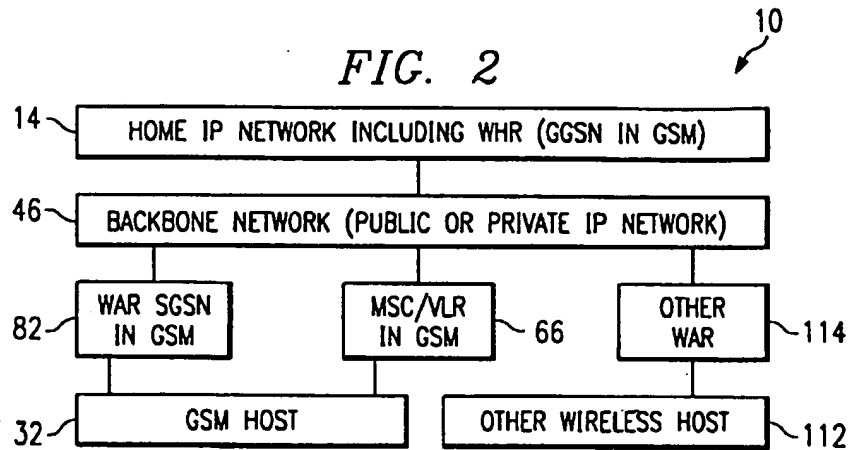 10
FIG. 2
14
HOME IP NETWORK INCLUDING WHR (GGSN IN GSM)
46
BACKBONE NETWORK (PUBLIC OR PRIVATE IP NETWORK)
82
WAR SGSN
IN GSM
MSC/VLR
IN GSM
66
OTHER
WAR
114
32
GSM HOST
OTHER WIRELESS HOST
112